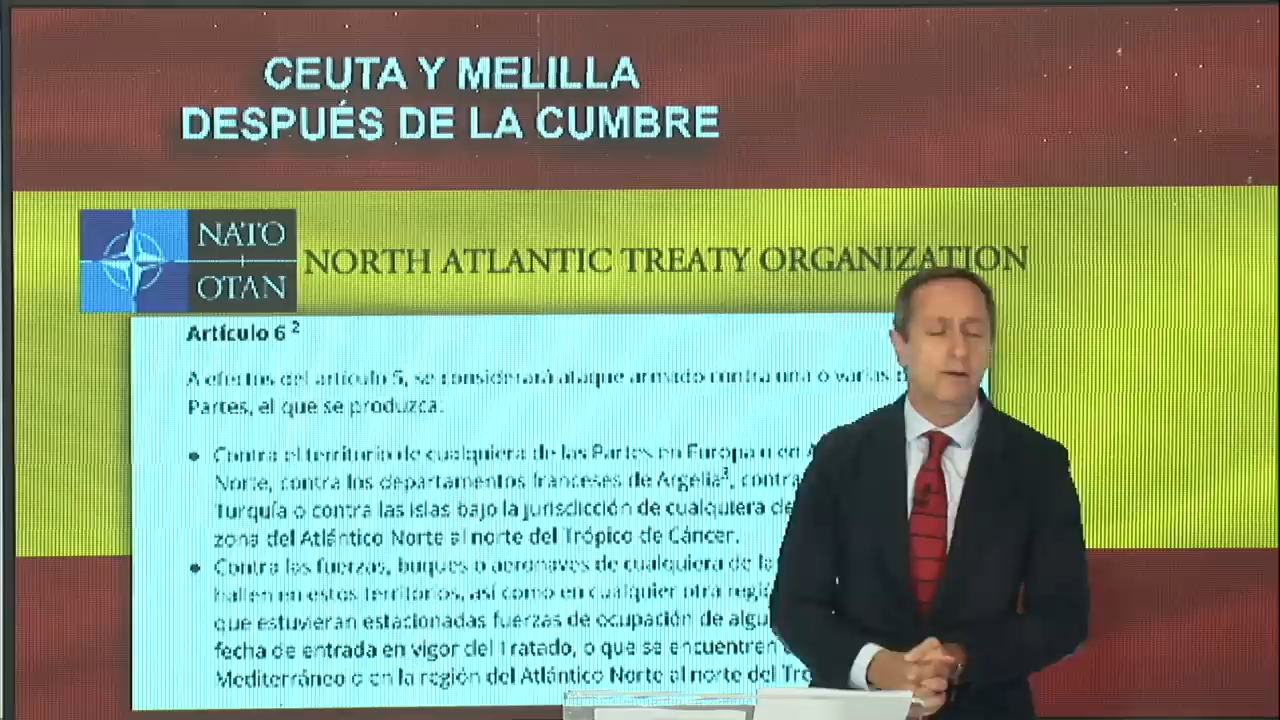 CEUTA Y MELILLA
DESPUÉS DE LA CUMBRE
NATO
OTAN
NORTH ATLANTIC TREATY ORGANIZATION
Artículo 6 ²
A efectos del artículo 5, se considerará ataque armado contra una o varias
Partes, el que se produzca:
• Contra el territorio de cualquiera de las Partes en Europa o en
Norte, contra los departamentos franceses de Argelia³, contra
Turquía o contra las islas bajo la jurisdicción de cualquiera de
zona del Atlántico Norte al norte del Trópico de Cáncer.
• Contra las fuerzas, buques o aeronaves de cualquiera de la
hallen en estos territorios, así como en cualquier otra regi
que estuvieran estacionadas fuerzas de ocupación de algu
fecha de entrada en vigor del Tratado, o que se encuentren
Mediterráneo o en la región del Atlántico Norte al norte del Tró